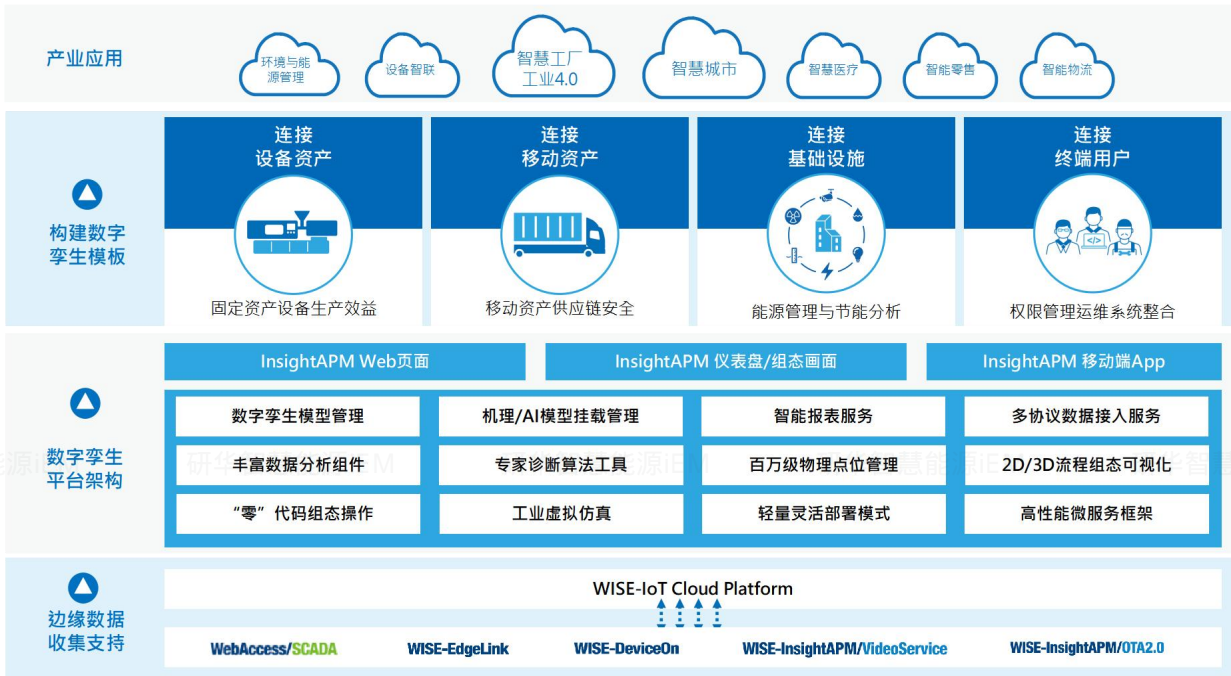 产业应用
环境与能
源管理
设备智联
智慧工厂
工业4.0
智慧城市
智慧医疗
智能零售
智能物流
构建数字
孪生模板
连接
设备资产
固定资产设备生产效益
连接
移动资产
移动资产供应链安全
连接
基础设施
能源管理与节能分析
连接
终端用户
</>
权限管理运维系统整合
数字孪生
平台架构
InsightAPM Web页面
InsightAPM 仪表盘/组态画面
InsightAPM 移动端App
数字孪生模型管理
机理/AI模型挂载管理
智能报表服务
多协议数据接入服务
丰富数据分析组件
专家诊断算法工具
百万级物理点位管理
2D/3D流程组态可视化
“零”代码组态操作
工业虚拟仿真
轻量灵活部署模式
高性能微服务框架
边缘数据
收集支持
WISE-IoT Cloud Platform
WebAccess/SCADA
WISE-EdgeLink
WISE-DeviceOn
WISE-InsightAPM/VideoService
WISE-InsightAPM/OTA2.0